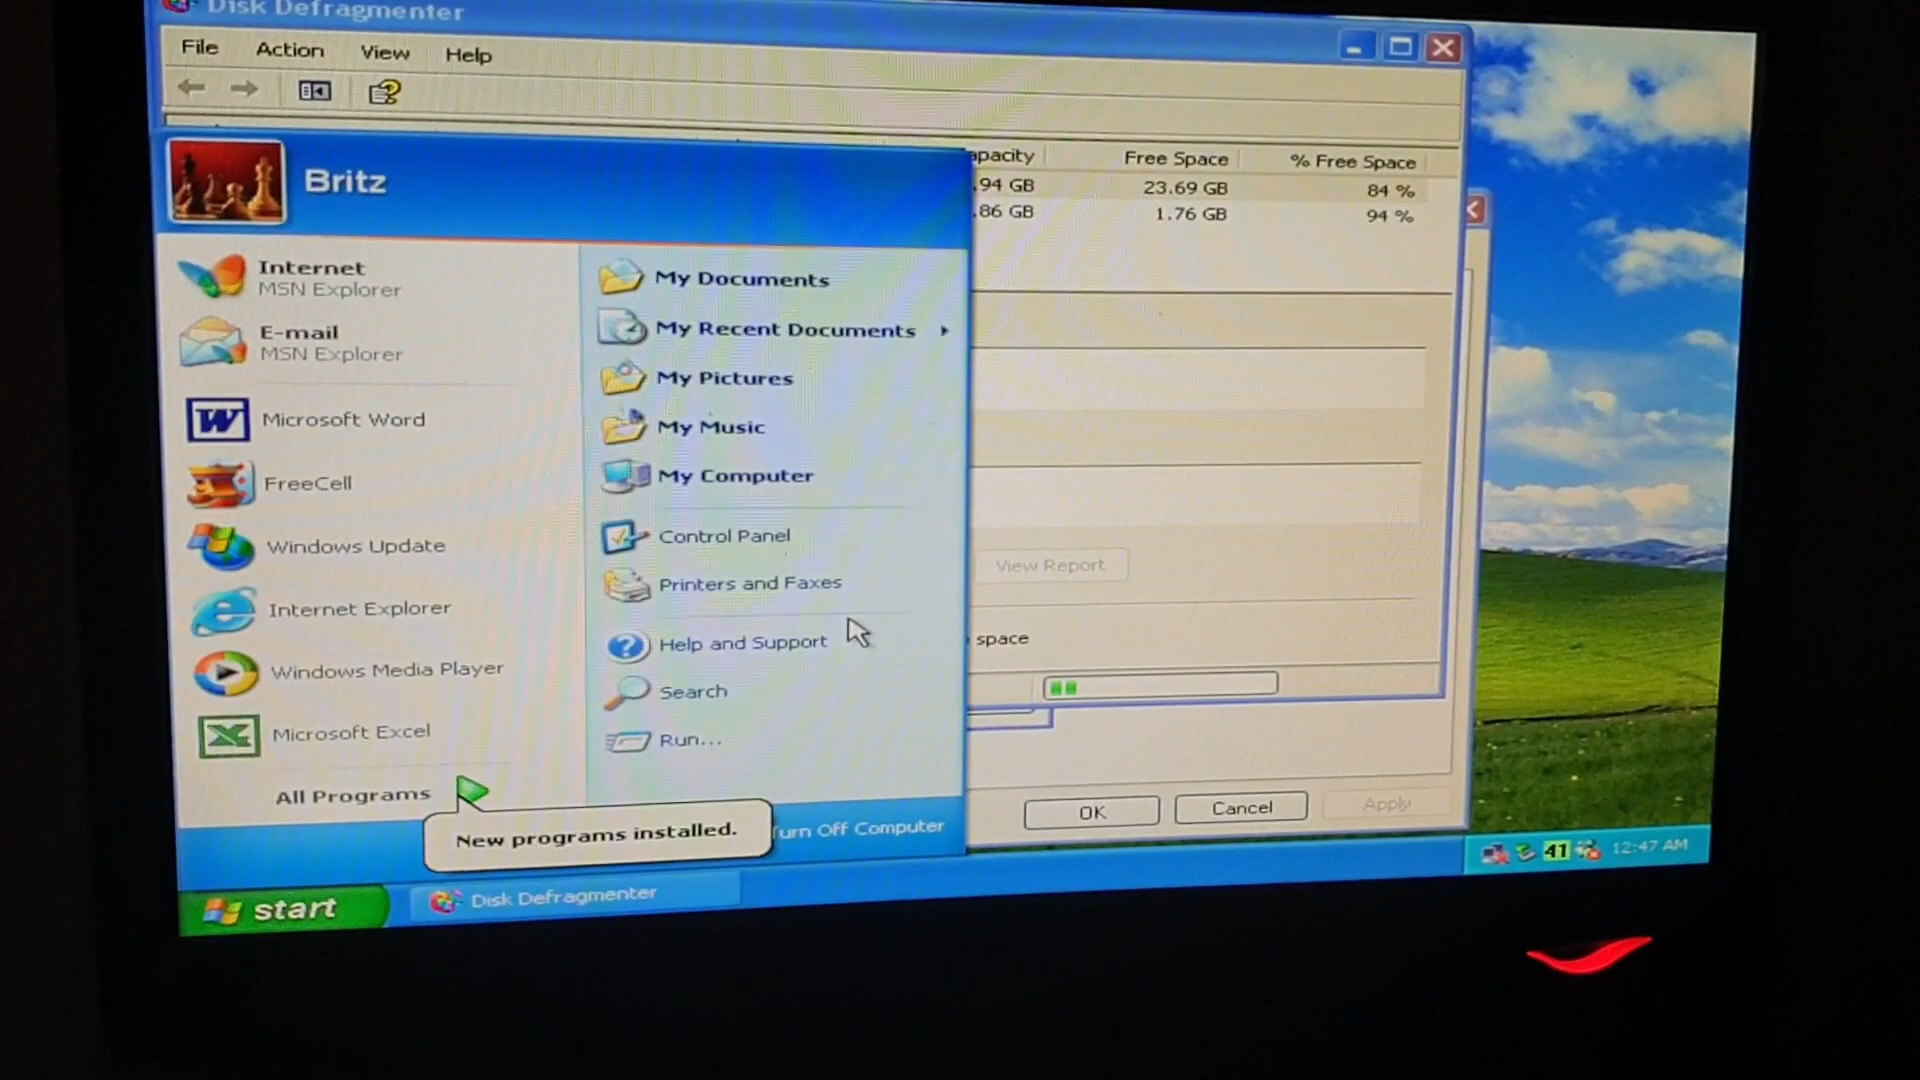 Disk Defragmenter
File Action View Help
Britz
apacity Free Space % Free Space
.94 GB 23.69 GB 84 %
.86 GB 1.76 GB 94 %
Internet
MSN Explorer
E-mail
MSN Explorer
Microsoft Word
FreeCell
Windows Update
Internet Explorer
Windows Media Player
Microsoft Excel
All Programs
My Documents
My Recent Documents
My Pictures
My Music
My Computer
Control Panel
Printers and Faxes
Help and Support
Search
Run...
View Report
space
New programs installed.
Turn Off Computer
OK Cancel Apply
start
Disk Defragmenter
41 12:47 AM